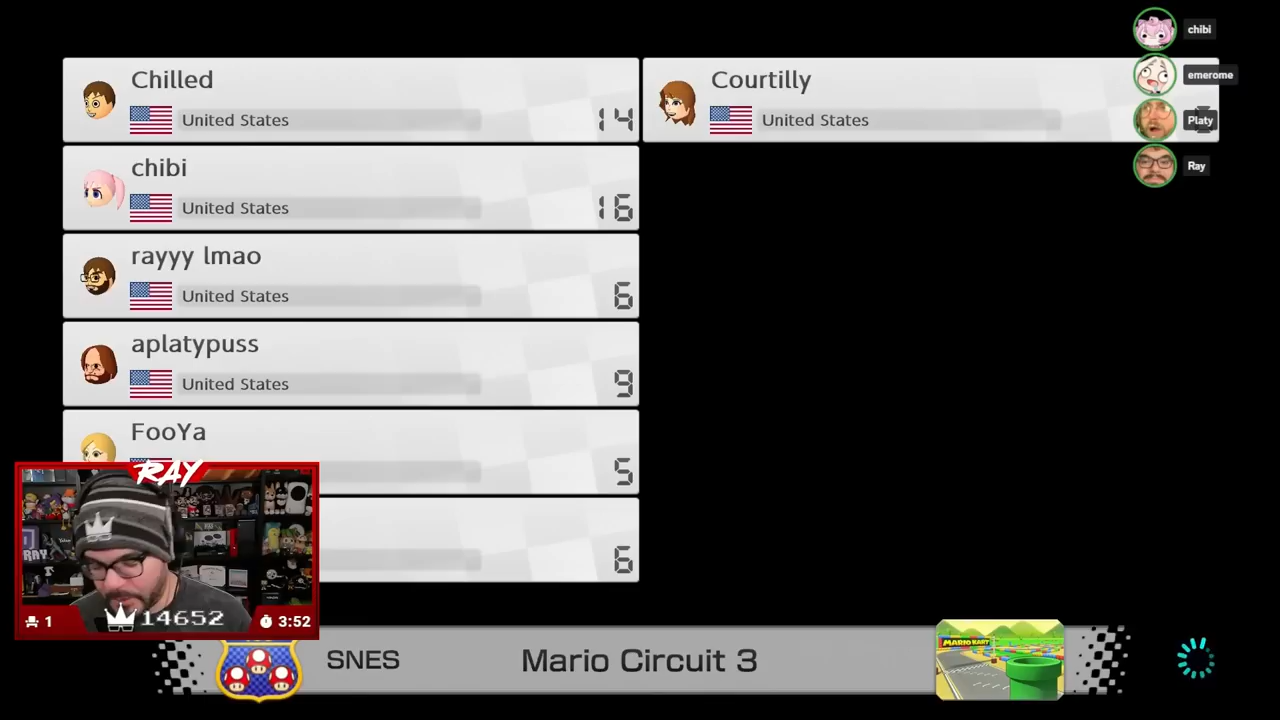 Chilled
United States
14
chibi
United States
16
rayyy lmao
United States
6
aplatypuss
United States
9
FooYa
5
6
Courtilly
United States
chibi
emerome
Platy
Ray
RAY
1
14652
3:52
SNES
Mario Circuit 3
MARIO KART